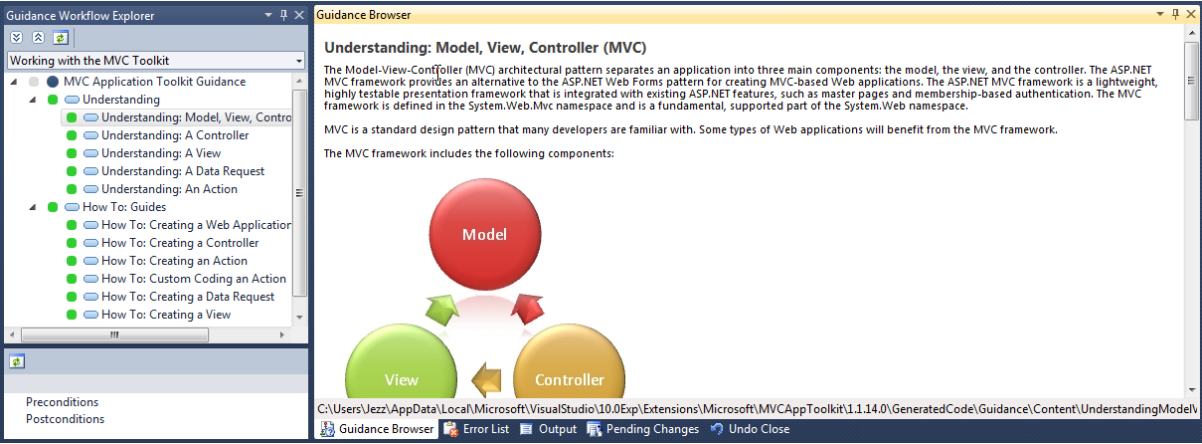 Guidance Workflow Explorer
Working with the MVC Toolkit
MVC Application Toolkit Guidance
Understanding
Understanding: Model, View, Contro
Understanding: A Controller
Understanding: A View
Understanding: A Data Request
Understanding: An Action
How To: Guides
How To: Creating a Web Application
How To: Creating a Controller
How To: Creating an Action
How To: Custom Coding an Action
How To: Creating a Data Request
How To: Creating a View
Preconditions
Postconditions
Guidance Browser
Understanding: Model, View, Controller (MVC)
The Model-View-Controller (MVC) architectural pattern separates an application into three main components: the model, the view, and the controller. The ASP.NET
MVC framework provides an alternative to the ASP.NET Web Forms pattern for creating MVC-based Web applications. The ASP.NET MVC framework is a lightweight,
highly testable presentation framework that is integrated with existing ASP.NET features, such as master pages and membership-based authentication. The MVC
framework is defined in the System.Web.Mvc namespace and is a fundamental, supported part of the System.Web namespace.
MVC is a standard design pattern that many developers are familiar with. Some types of Web applications will benefit from the MVC framework.
The MVC framework includes the following components:
Model
View
Controller
C:\Users\Jezz\AppData\Local\Microsoft\VisualStudio\10.0Exp\Extensions\Microsoft\MVCAppToolkit\1.1.14.0\GeneratedCode\Guidance\Content\UnderstandingModelV
Guidance Browser
Error List
Output
Pending Changes
Undo Close